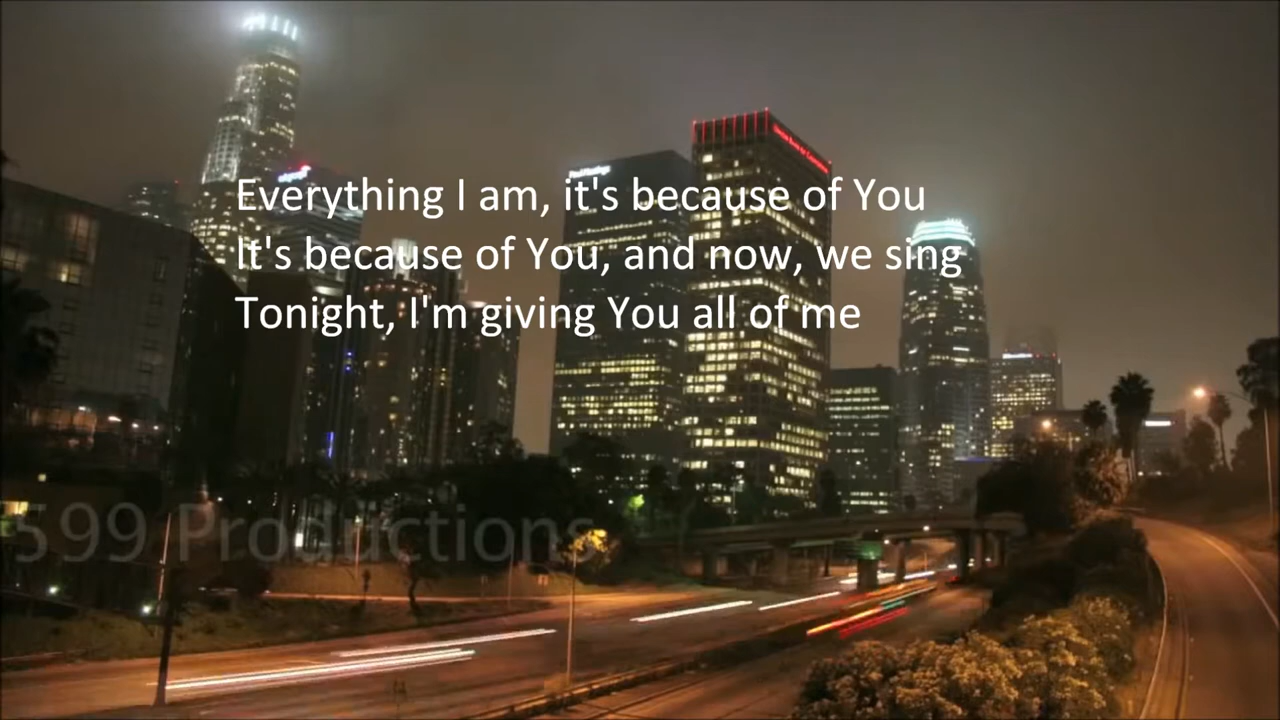 Everything I am, it's because of You
It's because of You, and now, we sing
Tonight, I'm giving You all of me
599 Productions